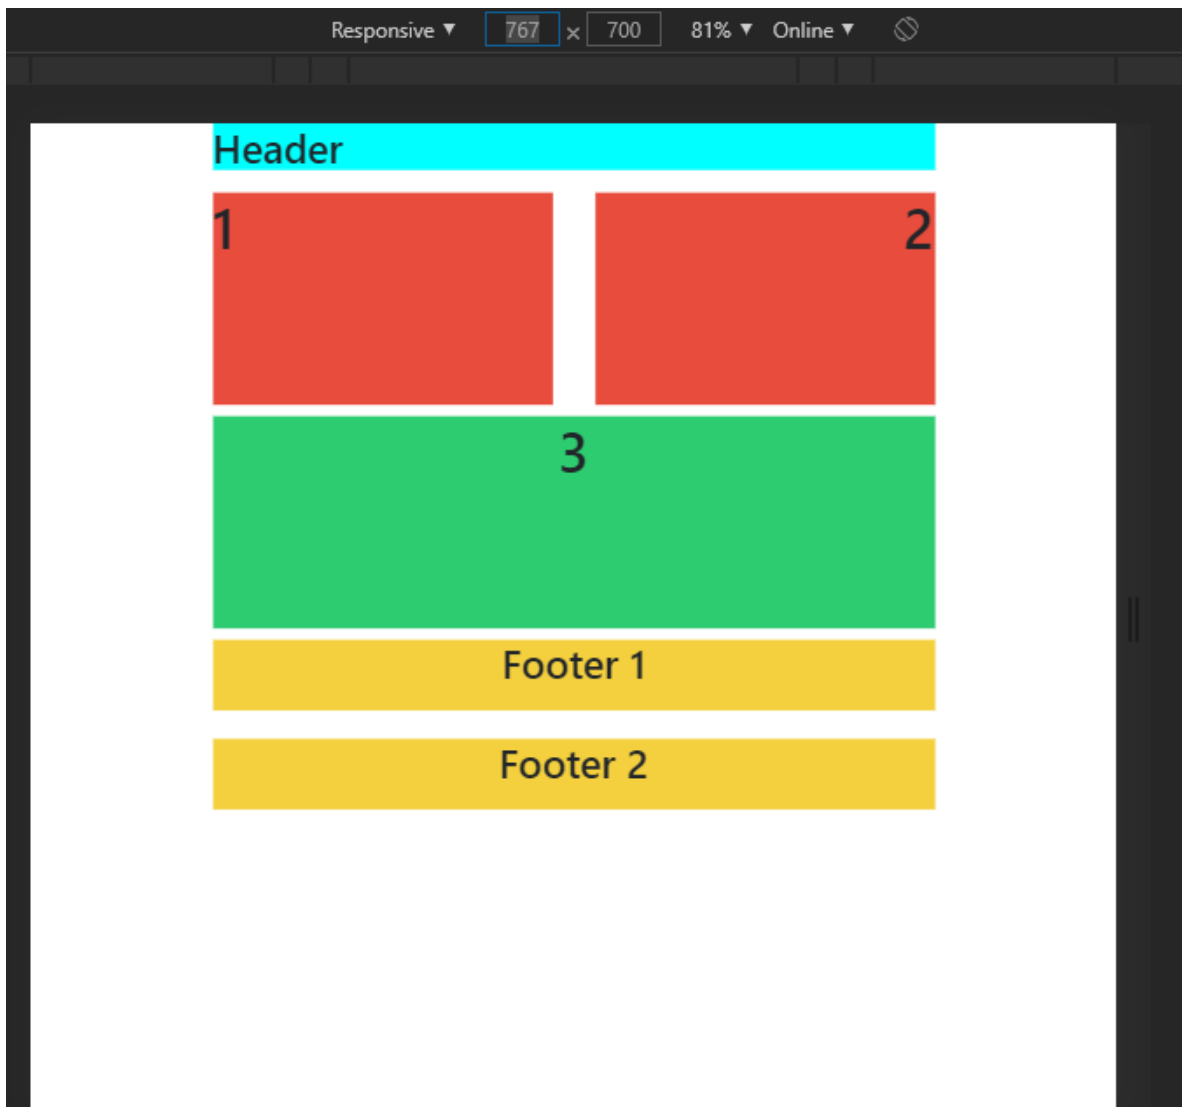 Responsive ▼ 767 × 700 81% ▼ Online ▼
Header
1 2
3
Footer 1
Footer 2